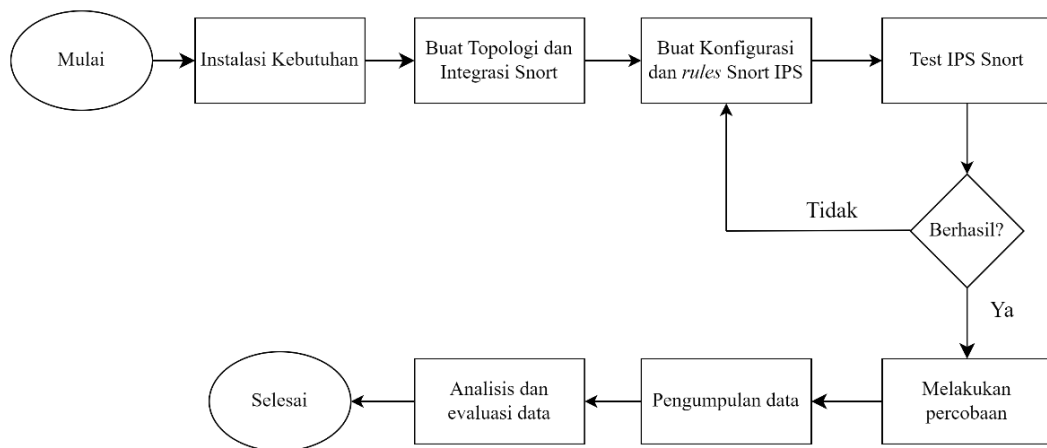 Mulai
Instalasi Kebutuhan
Buat Topologi dan
Integrasi Snort
Buat Konfigurasi
dan rules Snort IPS
Test IPS Snort
Berhasil?
Tidak
Ya
Melakukan
percobaan
Pengumpulan data
Analisis dan
evaluasi data
Selesai